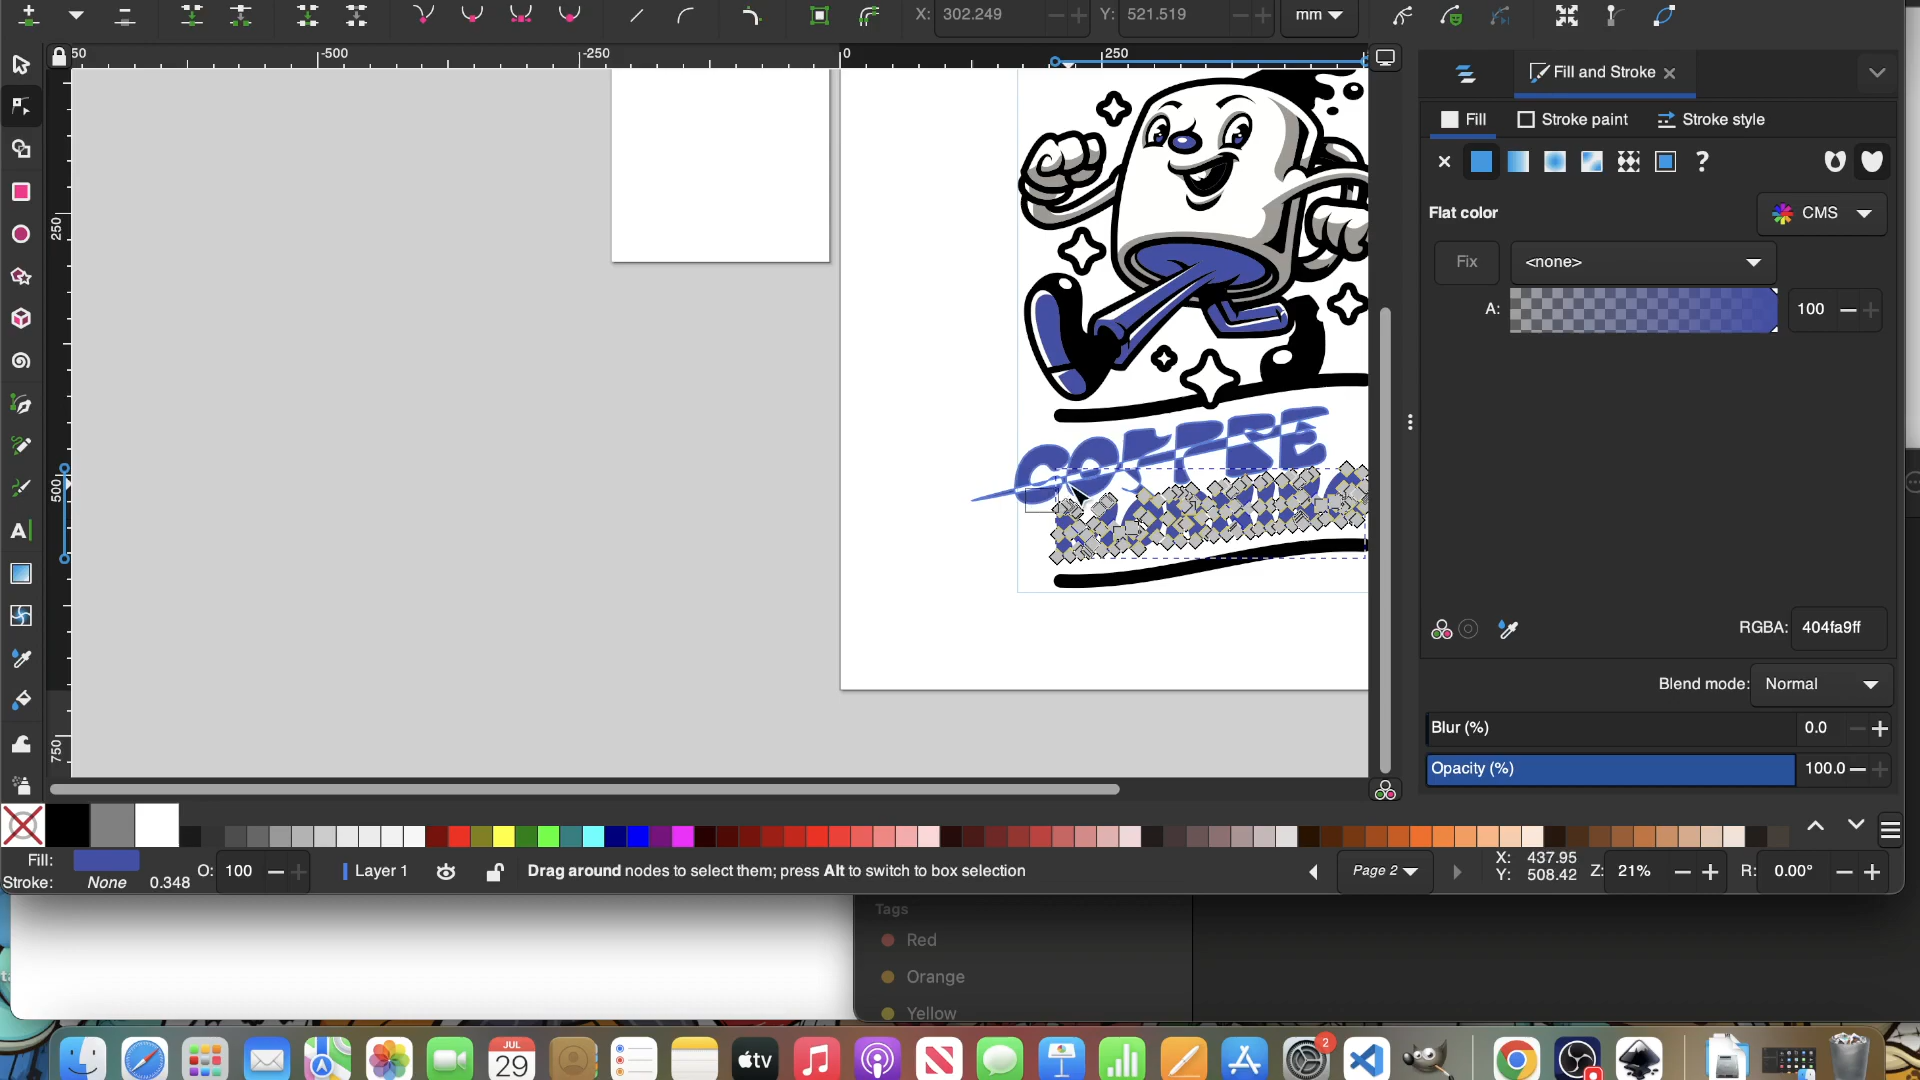 X: 302.249 Y: 521.519 mm
50 -500 -250 0 250
Fill and Stroke
Fill Stroke paint Stroke style
?
Flat color CMS
Fix <none>
A: 100
250
COFFEE
500
750
RGBA: 404fa9ff
Blend mode: Normal
Blur (%) 0.0
Opacity (%) 100.0
Fill:
Stroke: None 0.348
O: 100
Layer 1
Drag around nodes to select them; press Alt to switch to box selection
Page 2
X: 437.95
Y: 508.42
Z: 21%
R: 0.00°
Tags
Red
Orange
Yellow
JUL
29
tv
2